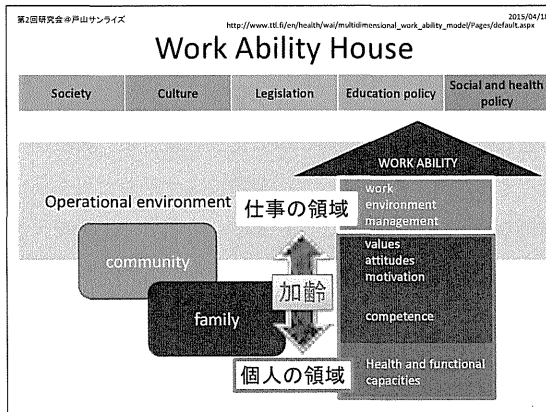 第2回研究会@戸山サンライズ
2015/04/18
http://www.ttl.fi/en/health/wai/multidimensional_work_ability_model/Pages/default.aspx
Work Ability House
Society
Culture
Legislation
Education policy
Social and health
policy
WORK ABILITY
Operational environment
仕事の領域
work
environment
management
community
values
attitudes
motivation
加齢
family
competence
個人の領域
Health and functional
capacities